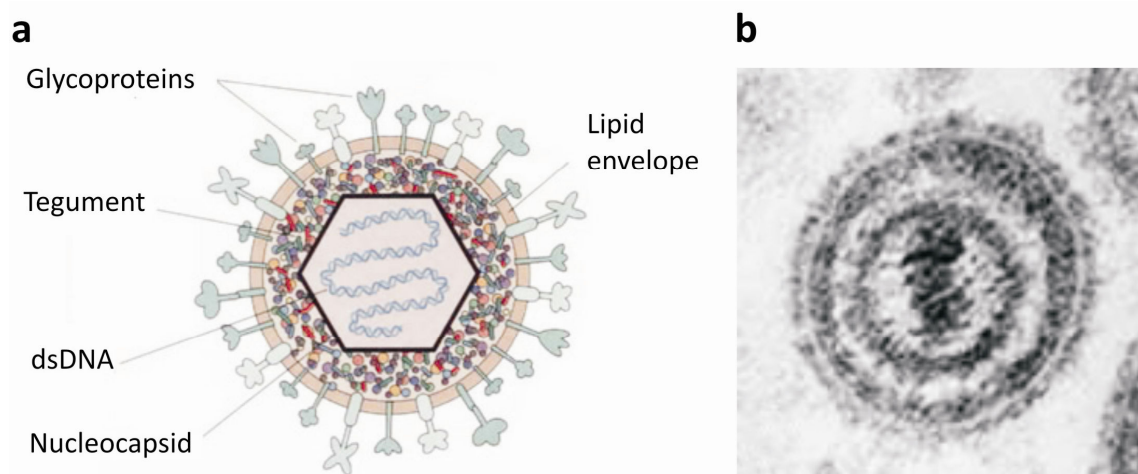 a
b
Glycoproteins
Lipid
envelope
Tegument
dsDNA
Nucleocapsid